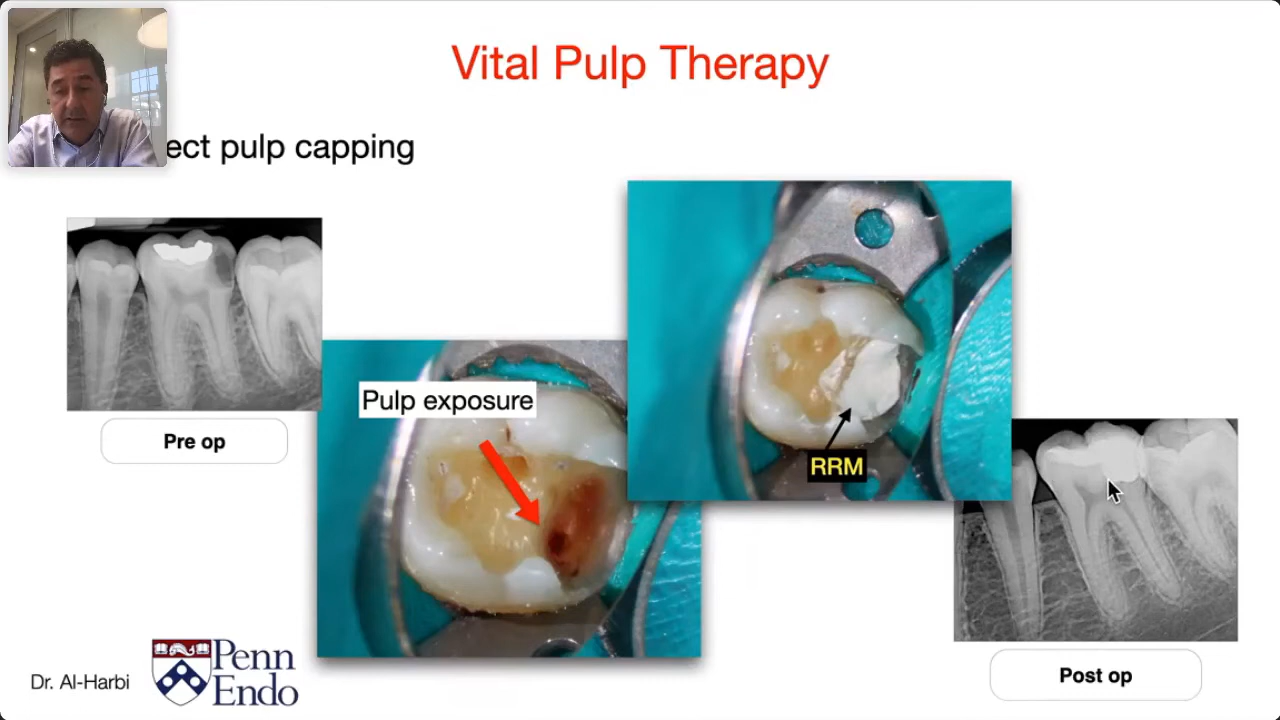 Vital Pulp Therapy
ect pulp capping
Pulp exposure
Pre op
RRM
Post op
Dr. Al-Harbi
Penn
Endo